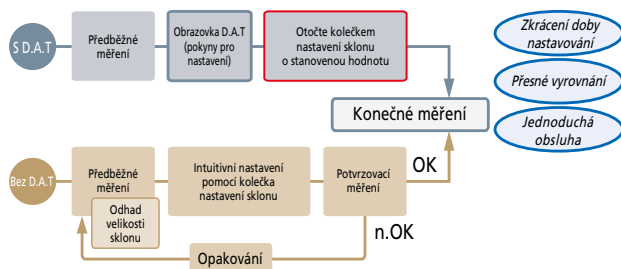 S D.A.T
Předběžné
měření
Obrazovka D.A.T
(pokyny pro
nastavení)
Otočte kolečkem
nastavení sklonu
o stanovenou hodnotu
Zkrácení doby
nastavování
Přesné vyrovnání
Jednoduchá
obsluha
Konečné měření
Bez D.A.T
Předběžné
měření
Odhad
velikosti
sklonu
Intuitivní nastavení
pomocí kolečka
nastavení sklonu
Potvrzovací
měření
OK
n.OK
Opakování